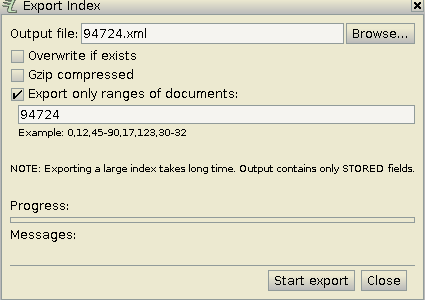 Export Index
Output file: 94724.xml Browse...
Overwrite if exists
Gzip compressed
Export only ranges of documents:
94724
Example: 0,12,45-90,17,123,30-32
NOTE: Exporting a large index takes long time. Output contains only STORED fields.
Progress:
Messages:
Start export Close